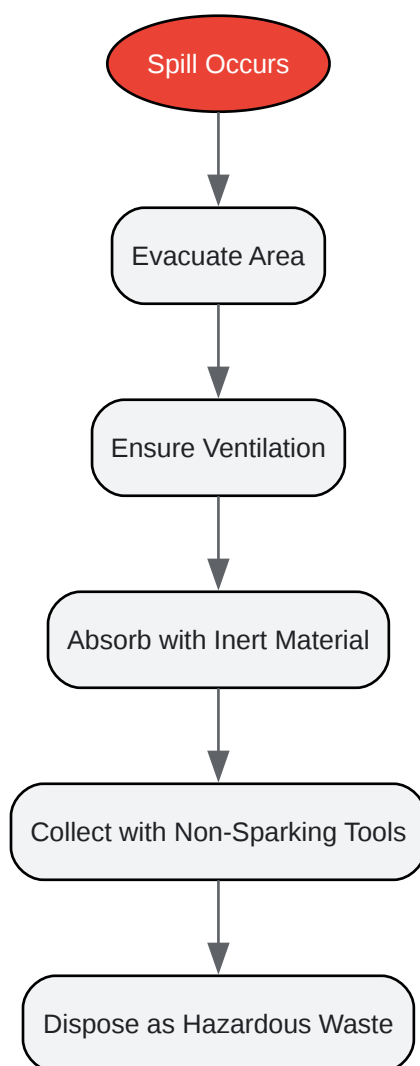 Spill Occurs
Evacuate Area
Ensure Ventilation
Absorb with Inert Material
Collect with Non-Sparking Tools
Dispose as Hazardous Waste